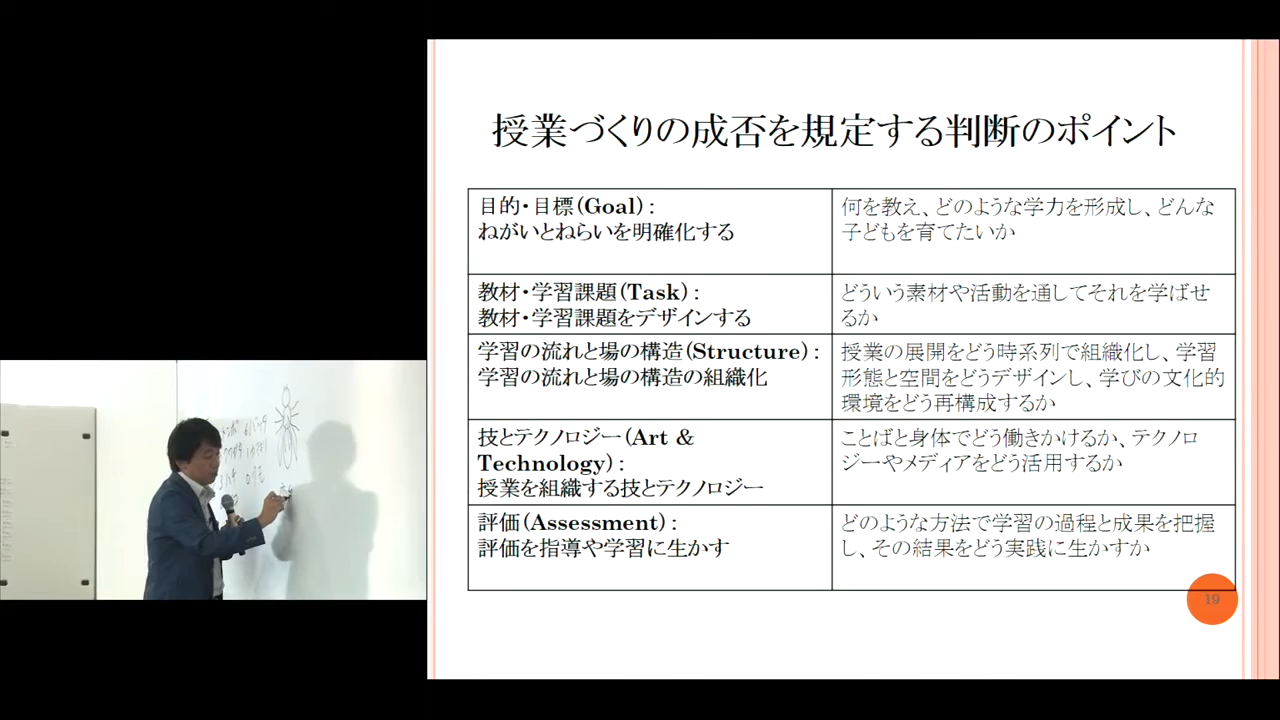 授業づくりの成否を規定する判断のポイント
目的・目標(Goal):
ねがいとねらいを明確化する
何を教え、どのような学力を形成し、どんな
子どもを育てたいか
教材・学習課題(Task):
教材・学習課題をデザインする
どういう素材や活動を通してそれを学ばせ
るか
学習の流れと場の構造(Structure):
学習の流れと場の構造の組織化
授業の展開をどう時系列で組織化し、学習
形態と空間をどうデザインし、学びの文化的
環境をどう再構成するか
技とテクノロジー(Art &
Technology):
授業を組織する技とテクノロジー
ことばと身体でどう働きかけるか、テクノロ
ジーやメディアをどう活用するか
評価(Assessment):
評価を指導や学習に生かす
どのような方法で学習の過程と成果を把握
し、その結果をどう実践に生かすか
19